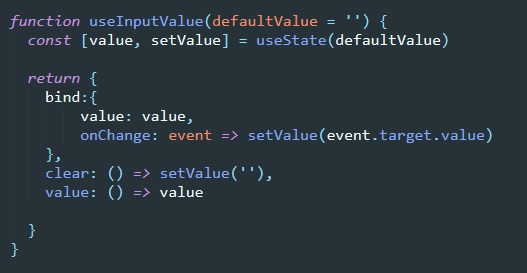 function useInputValue(defaultValue = '') {
  const [value, setValue] = useState(defaultValue)
  return {
    bind:{
        value: value,
        onChange: event => setValue(event.target.value)
    },
    clear: () => setValue(''),
    value: () => value
  }
}